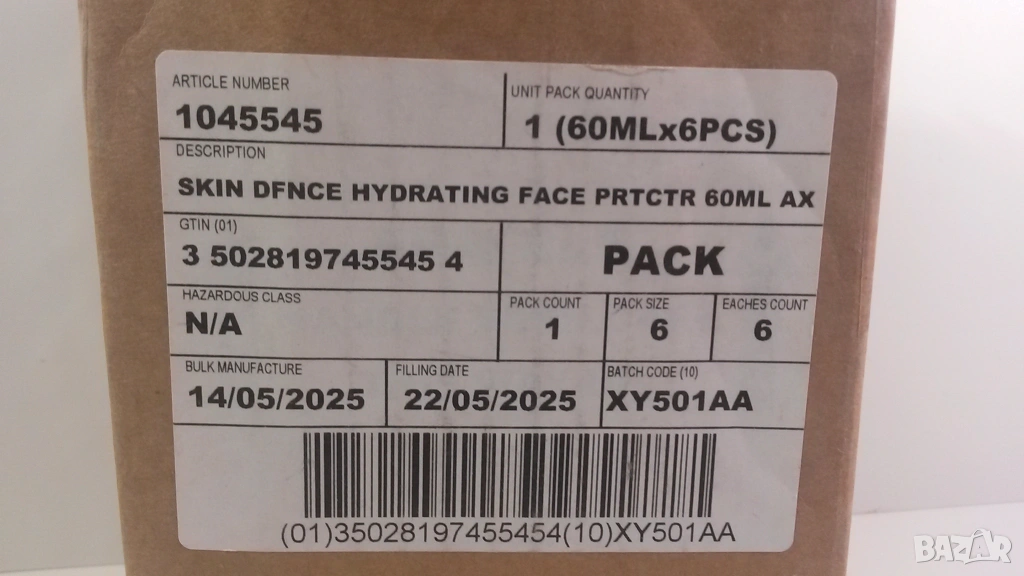 ARTICLE NUMBER
1045545
UNIT PACK QUANTITY
1 (60MLx6PCS)
DESCRIPTION
SKIN DFNCE HYDRATING FACE PRTCTR 60ML AX
GTIN (01)
3 502819745545 4
PACK
HAZARDOUS CLASS
N/A
PACK COUNT
1
PACK SIZE
6
EACHES COUNT
6
BULK MANUFACTURE
14/05/2025
FILLING DATE
22/05/2025
BATCH CODE (10)
XY501AA
(01)35028197455454(10)XY501AA
BAZAR